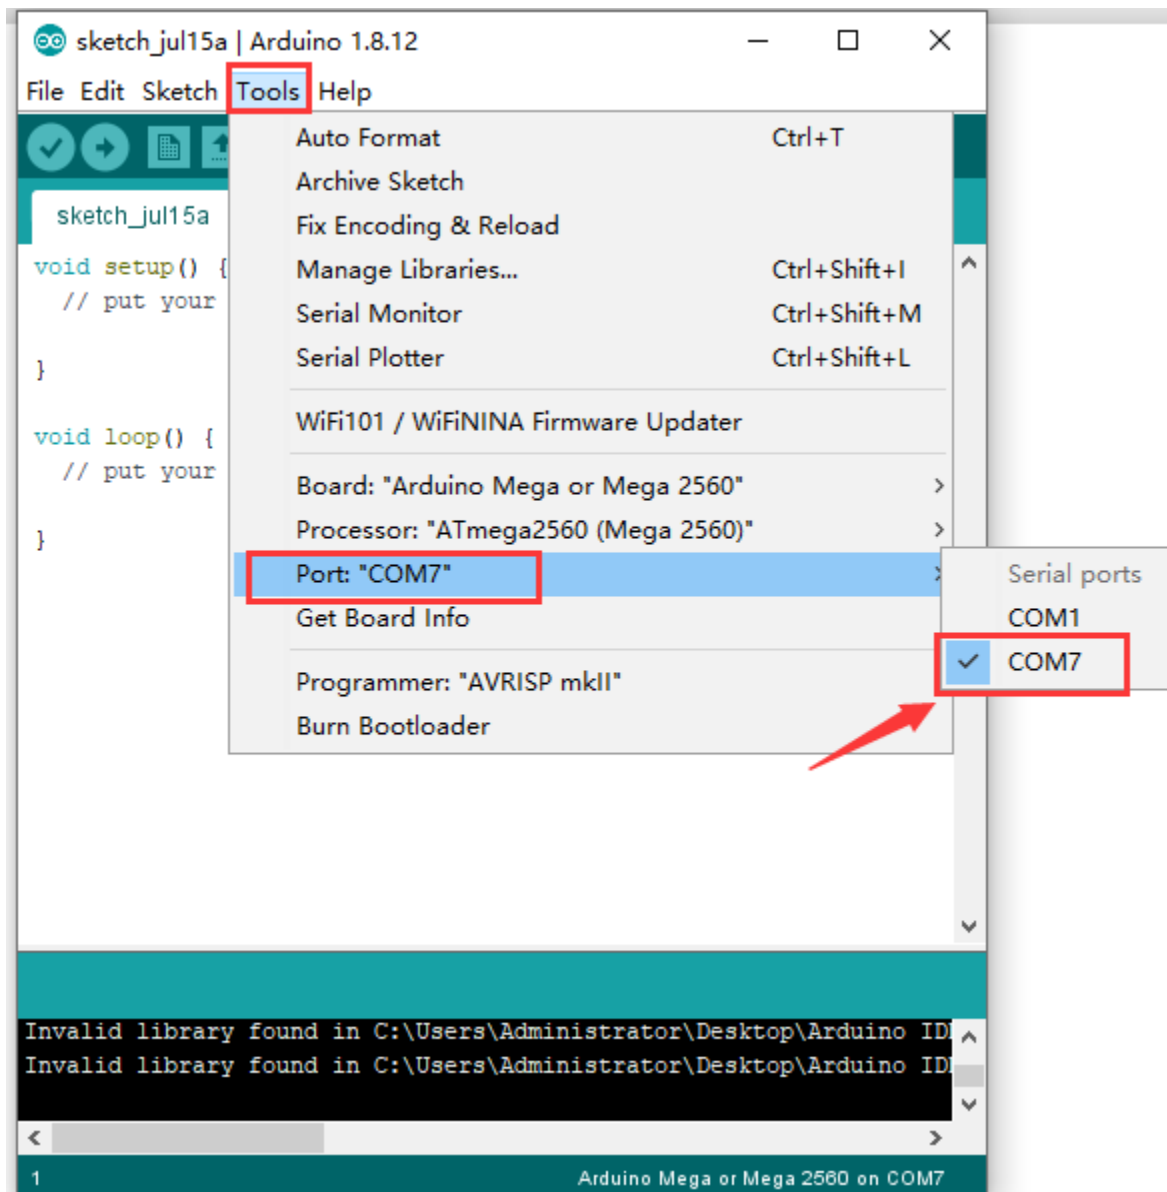 sketch_jul15a | Arduino 1.8.12
File Edit Sketch Tools Help
Auto Format Ctrl+T
Archive Sketch
sketch_jul15a
Fix Encoding & Reload
void setup() {
Manage Libraries... Ctrl+Shift+I
// put your
Serial Monitor Ctrl+Shift+M
Serial Plotter Ctrl+Shift+L
}
WiFi101 / WiFiNINA Firmware Updater
void loop() {
// put your
Board: "Arduino Mega or Mega 2560"
Processor: "ATmega2560 (Mega 2560)"
}
Port: "COM7"
Serial ports
Get Board Info
COM1
COM7
Programmer: "AVRISP mkII"
Burn Bootloader
Invalid library found in C:\Users\Administrator\Desktop\Arduino ID
Invalid library found in C:\Users\Administrator\Desktop\Arduino ID
1 Arduino Mega or Mega 2560 on COM7